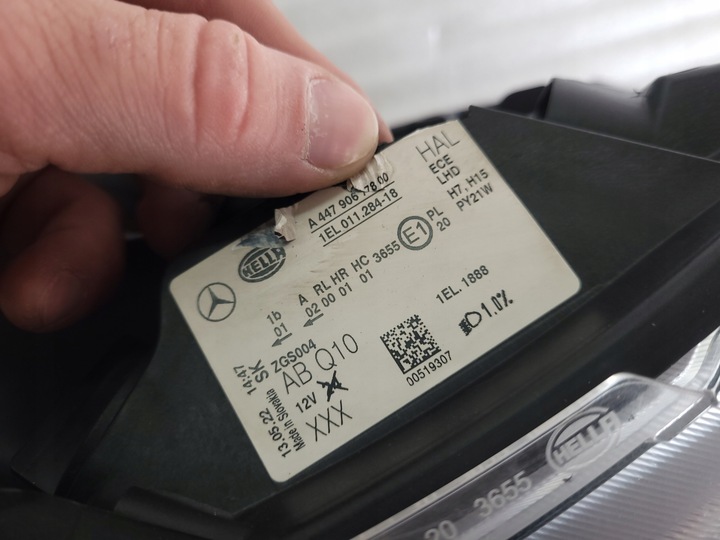 A 447 906 78 00
1EL 011.284-18
HAL
ECE
LHD
H7, H15
PY21W
HELLA
1b A RL HR HC
01 02 00 01 01 3655 E1 PL
20
1EL. 1888
1.0%
ZGS004
AB Q10
12V
XXX
00519307
14:47
SK
13.05.22
Made in Slovakia
HELLA
20 3655